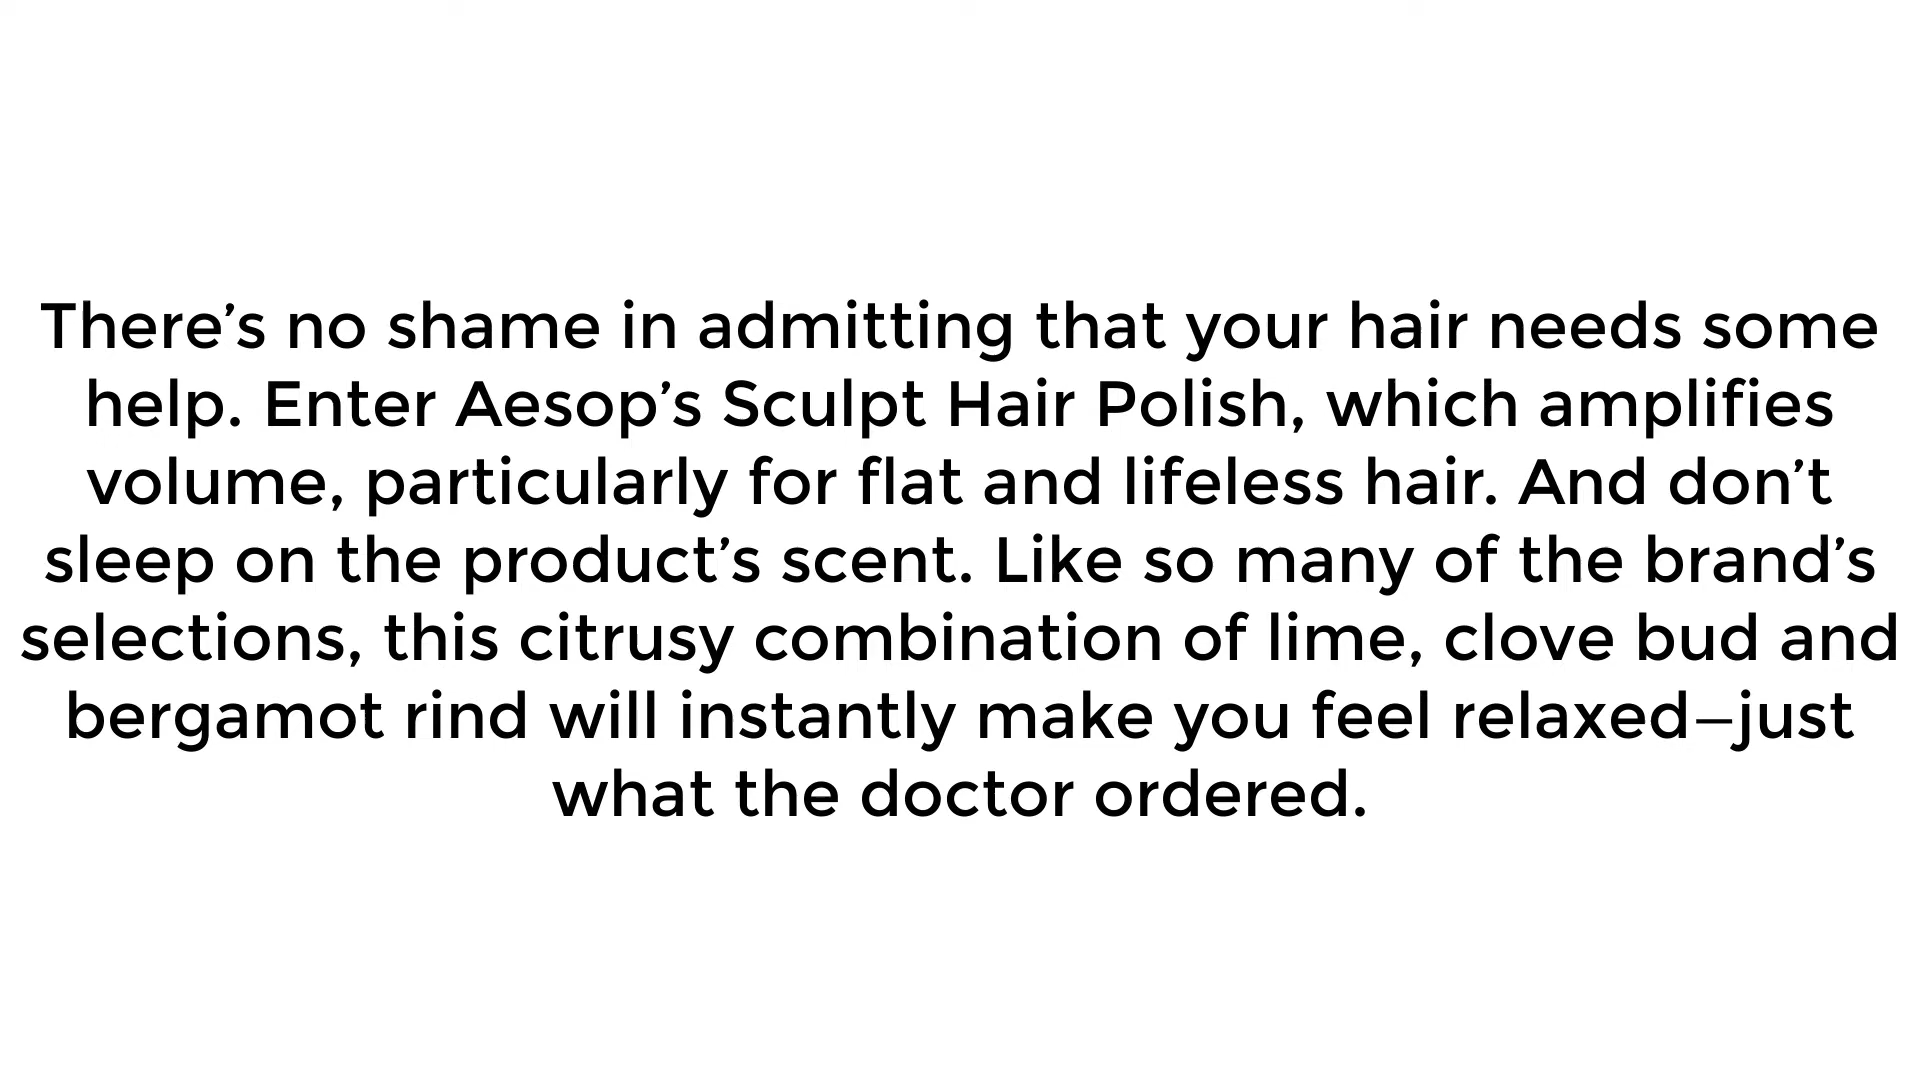 There’s no shame in admitting that your hair needs some
help. Enter Aesop’s Sculpt Hair Polish, which amplifies
volume, particularly for flat and lifeless hair. And don’t
sleep on the product’s scent. Like so many of the brand’s
selections, this citrusy combination of lime, clove bud and
bergamot rind will instantly make you feel relaxed—just
what the doctor ordered.